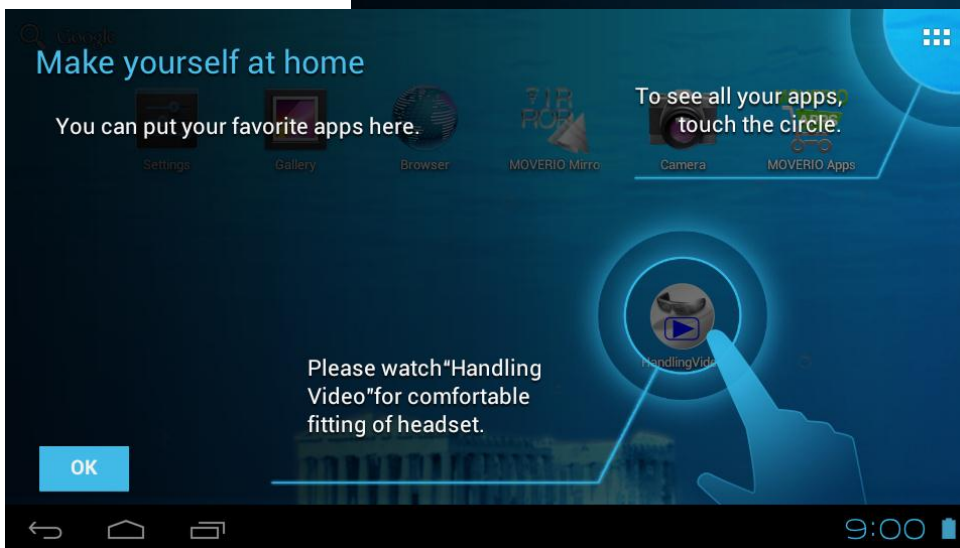 Google
Make yourself at home
To see all your apps,
touch the circle.
You can put your favorite apps here.
APPS
Settings
Gallery
Browser
MOVERIO Mirro
Camera
MOVERIO Apps
HandlingVide
Please watch"Handling
Video"for comfortable
fitting of headset.
OK
9:00